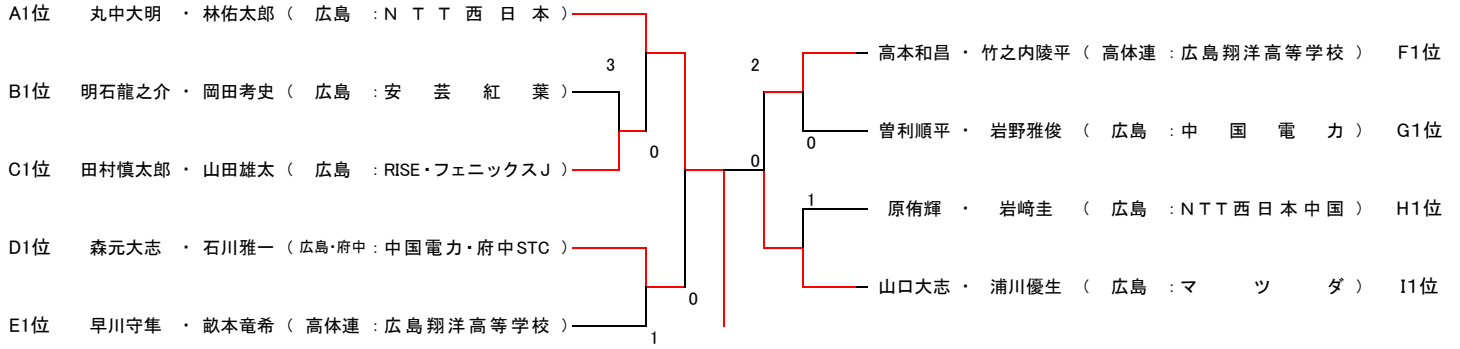 A1位 丸中大明 ・ 林佑太郎 ( 広島 : NTT西日本 )
3
B1位 明石龍之介 ・ 岡田考史 ( 広島 : 安芸紅葉 )
0
C1位 田村慎太郎 ・ 山田雄太 ( 広島 : RISE・フェニックスJ )
D1位 森元大志 ・ 石川雅一 ( 広島・府中 : 中国電力・府中STC )
0
E1位 早川守隼 ・ 畝本竜希 ( 高体連 : 広島翔洋高等学校 )
1
高本和昌 ・ 竹之内陵平 ( 高体連 : 広島翔洋高等学校 ) F1位
2
曽利順平 ・ 岩野雅俊 ( 広島 : 中国電力 ) G1位
0
0
1
原侑輝 ・ 岩﨑圭 ( 広島 : NTT西日本中国 ) H1位
山口大志 ・ 浦川優生 ( 広島 : マツダ ) I1位